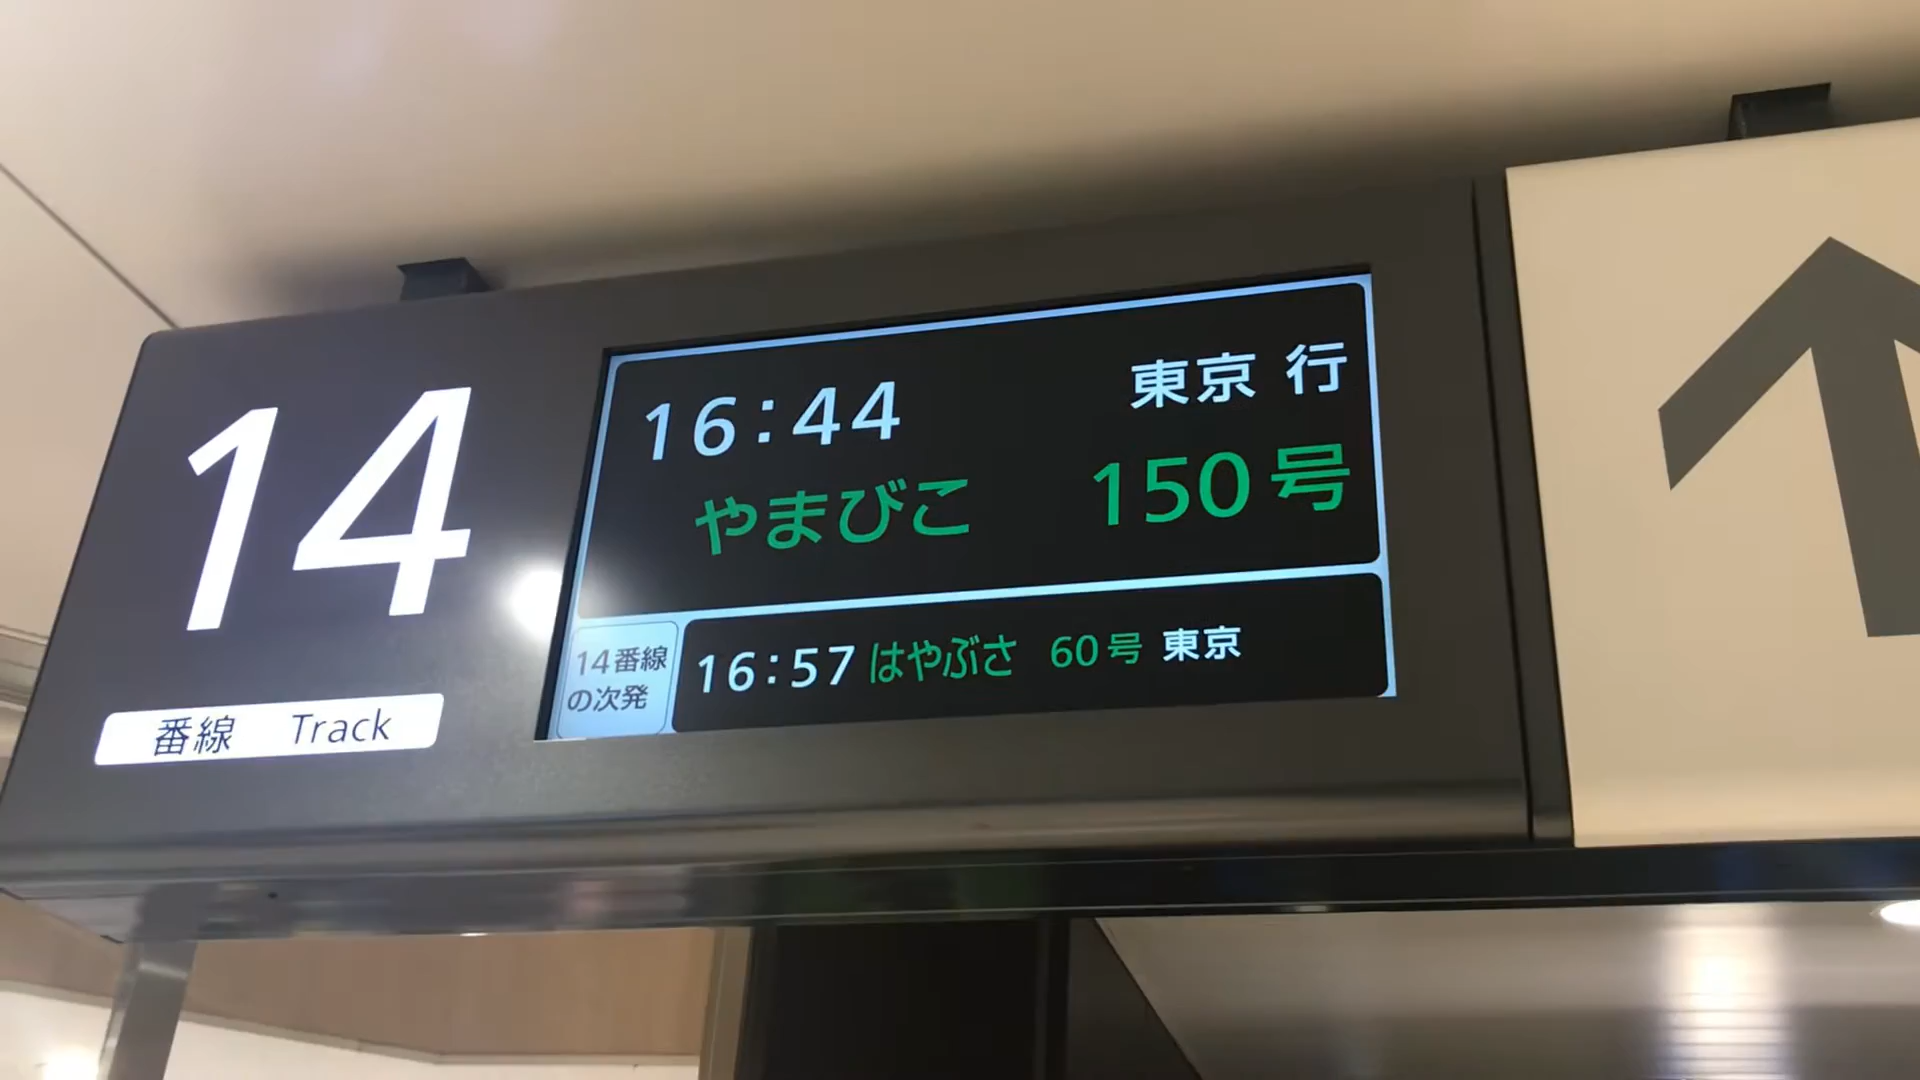 14
番線 Track
16:44 東京 行
やまびこ 150号
14番線
の次発
16:57 はやぶさ 60号 東京